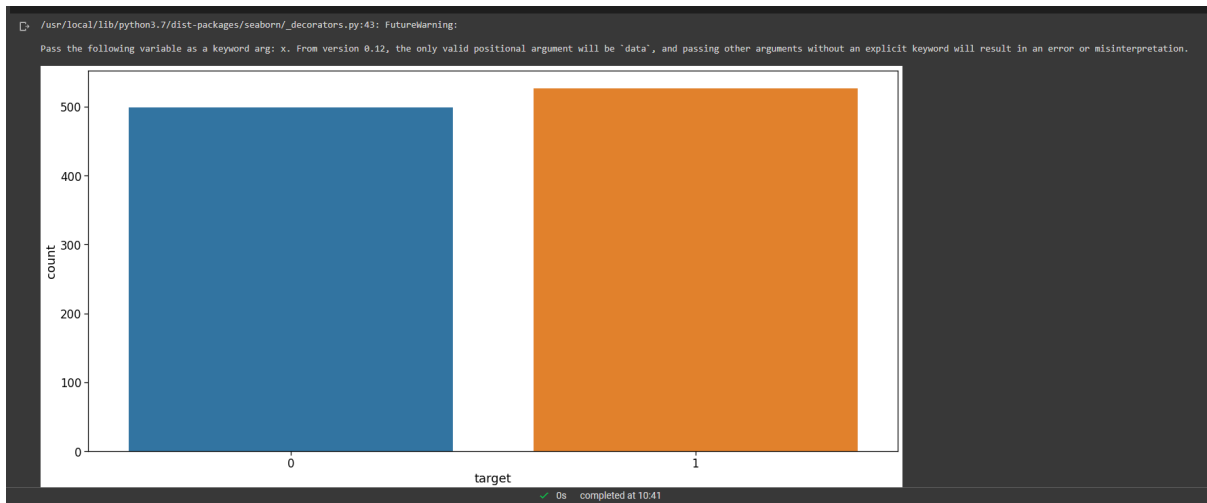 /usr/local/lib/python3.7/dist-packages/seaborn/_decorators.py:43: FutureWarning:
Pass the following variable as a keyword arg: x. From version 0.12, the only valid positional argument will be `data`, and passing other arguments without an explicit keyword will result in an error or misinterpretation.
500
400
300
200
100
0
count
0 1
target
0s completed at 10:41